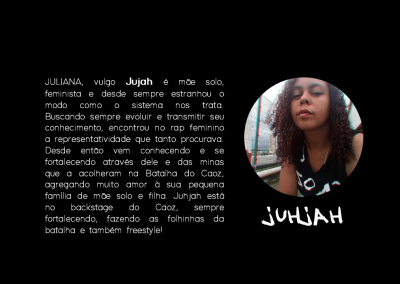 JULIANA, vulgo Jujah é mãe solo,
feminista e desde sempre estranhou o
modo como o sistema nos trata.
Buscando sempre evoluir e transmitir seu
conhecimento, encontrou no rap feminino
a representatividade que tanto procurava.
Desde então vem conhecendo e se
fortalecendo através dele e das minas
que a acolheram na Batalha do Caoz,
agregando muito amor à sua pequena
família de mãe solo e filha. Juhjah está
no backstage do Caoz, sempre
fortalecendo, fazendo as folhinhas da
batalha e também freestyle!
JUHJAH